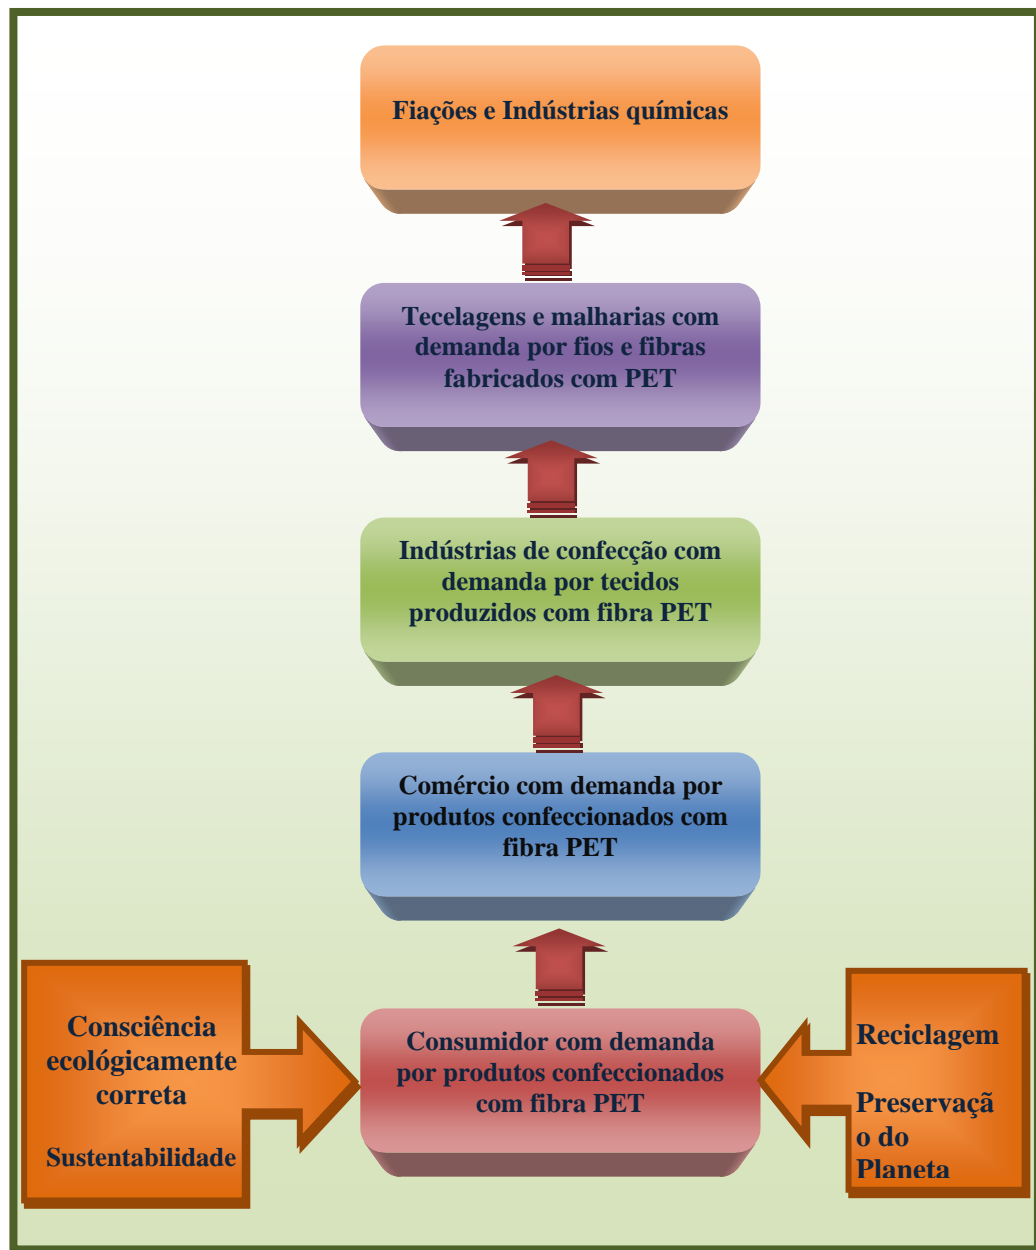 Fiações e Indústrias químicas
Tecelagens e malharias com
demanda por fios e fibras
fabricados com PET
Indústrias de confecção com
demanda por tecidos
produzidos com fibra PET
Comércio com demanda por
produtos confeccionados com
fibra PET
Consciência
ecológicamente
correta
Sustentabilidade
Consumidor com demanda
por produtos confeccionados
com fibra PET
Reciclagem
Preservaçã
o do
Planeta